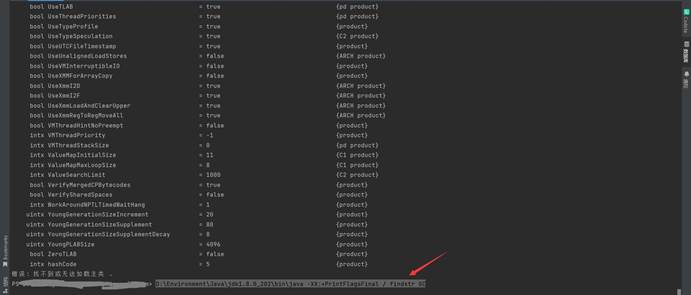 bool UseTLAB = true {pd product}
bool UseThreadPriorities = true {pd product}
bool UseTypeProfile = true {product}
bool UseTypeSpeculation = true {C2 product}
bool UseUTCFileTimestamp = true {product}
bool UseUnalignedLoadStores = false {ARCH product}
bool UseVMInterruptibleIO = false {product}
bool UseXMMForArrayCopy = false {product}
bool UseXmmI2D = false {ARCH product}
bool UseXmmI2F = false {ARCH product}
bool UseXmmLoadAndClearUpper = true {ARCH product}
bool UseXmmRegToRegMoveAll = true {ARCH product}
bool VMThreadHintNoPreempt = false {product}
intx VMThreadPriority = -1 {product}
intx VMThreadStackSize = 0 {pd product}
intx ValueMapInitialSize = 11 {C1 product}
intx ValueMapMaxLoopSize = 8 {C1 product}
intx ValueSearchLimit = 1000 {C2 product}
bool VerifyMergedCPBytecodes = true {product}
bool VerifySharedSpaces = false {product}
intx WorkAroundNPTLTimedWaitHang = 1 {product}
uintx YoungGenerationSizeIncrement = 20 {product}
uintx YoungGenerationSizeSupplement = 80 {product}
uintx YoungGenerationSizeSupplementDecay = 8 {product}
uintx YoungPLABSize = 4096 {product}
bool ZeroTLAB = false {product}
intx hashCode = 5 {product}
错误: 找不到或无法加载主类 .
PS D:\Environment\Java\jdk1.8.0_202\bin\java -XX:+PrintFlagsFinal / findstr GC
数据库